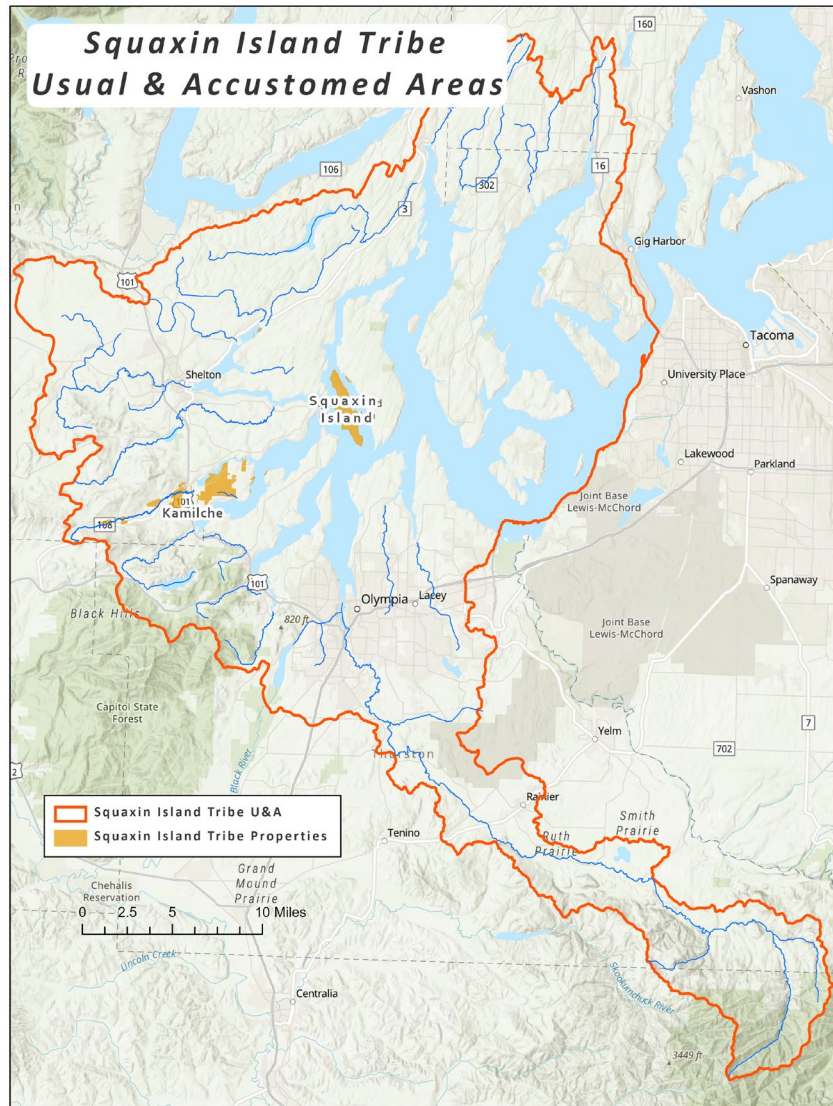 Squaxin Island Tribe
Usual & Accustomed Areas
160
Vashon
106
302
16
3
Gig Harbor
101
Tacoma
Shelton
University Place
Squaxin
Island
Lakewood
Parkland
101
Kamilche
108
Joint Base
Lewis-McChord
101
Olympia
Lacey
Spanaway
Black Hills
820 ft
Joint Base
Lewis-McChord
Capitol State
Forest
Black River
Yelm
7
702
Thurston
2
Rainier
Squaxin Island Tribe U&A
Squaxin Island Tribe Properties
Smith
Prairie
Ruth
Prairie
Tenino
Grand
Mound
Prairie
Chehalis
Reservation
0 2.5 5 10 Miles
Lincoln Creek
Skookumchuck River
Centralia
3449 ft